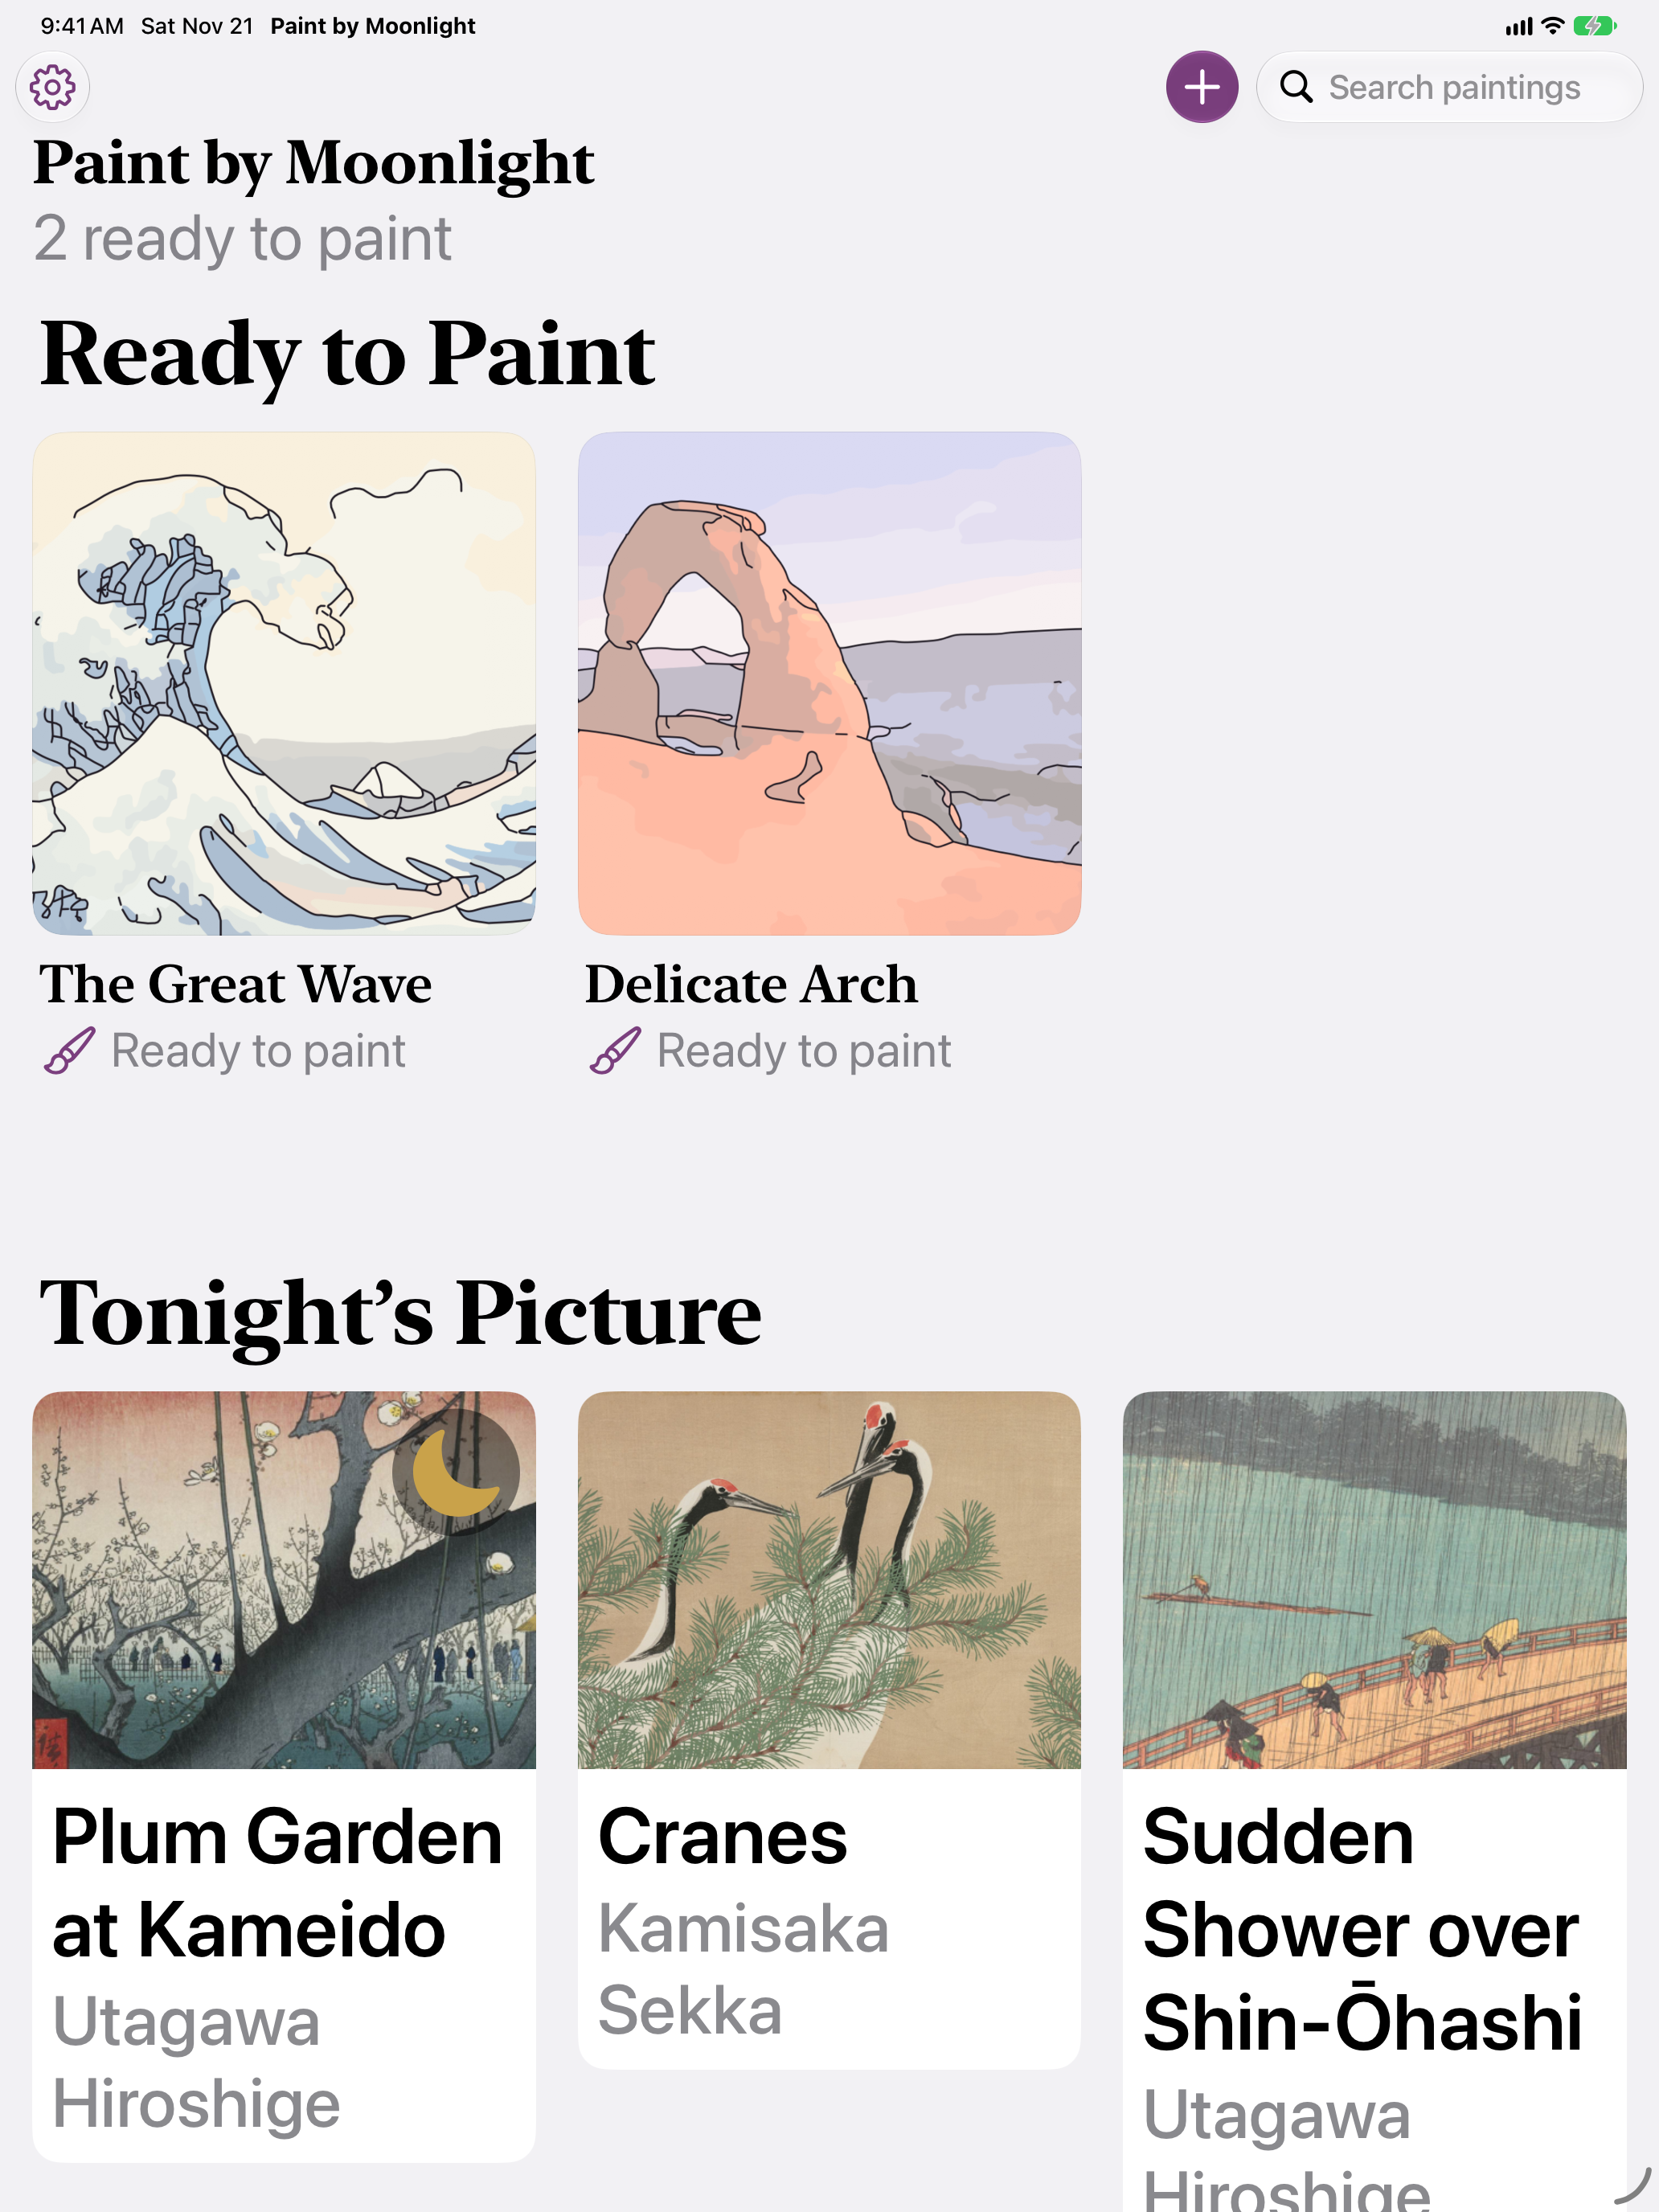 9:41 AM Sat Nov 21 Paint by Moonlight
Search paintings
Paint by Moonlight
2 ready to paint
Ready to Paint
The Great Wave
Ready to paint
Delicate Arch
Ready to paint
Tonight’s Picture
Plum Garden
at Kameido
Utagawa
Hiroshige
Cranes
Kamisaka
Sekka
Sudden
Shower over
Shin-Ōhashi
Utagawa
Hiroshige